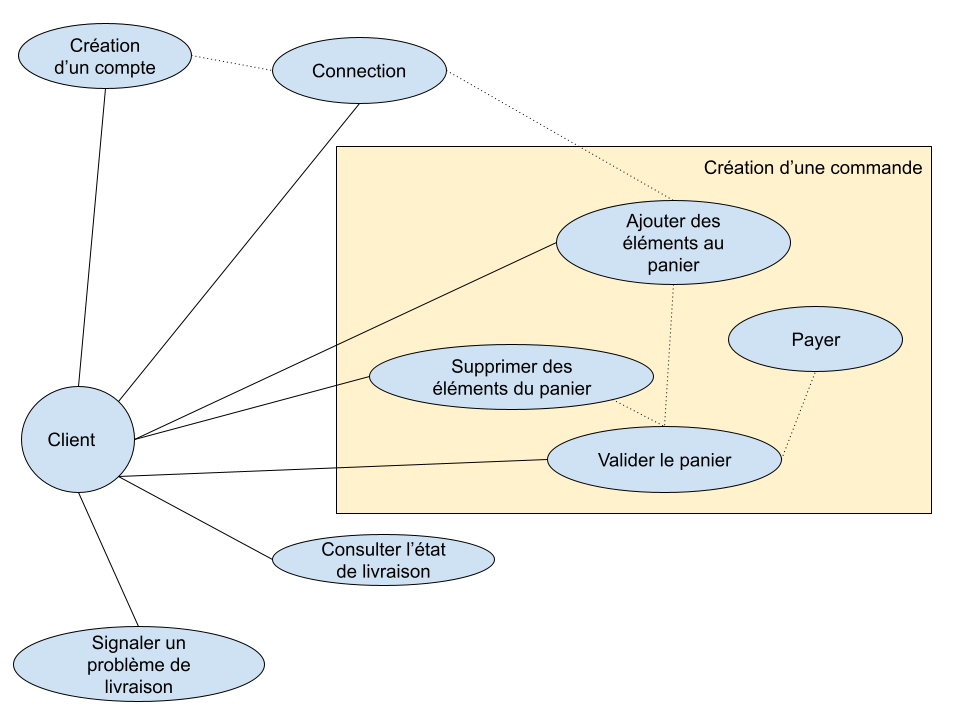 Création
d’un compte
Connection
Création d’une commande
Ajouter des
éléments au
panier
Payer
Supprimer des
éléments du panier
Client
Valider le panier
Consulter l’état
de livraison
Signaler un
problème de
livraison